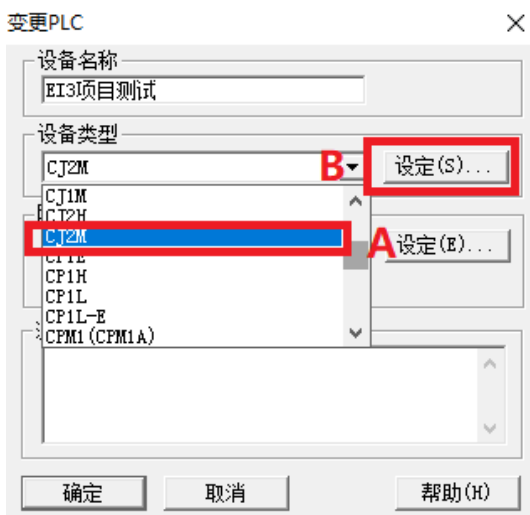 变更PLC
设备名称
EI3项目测试
设备类型
CJ2M
B
设定(S)...
CJ1M
CJ2H
CJ2M
A
设定(E)...
CP1E
CP1H
CP1L
CP1L-E
CPM1(CPM1A)
确定
取消
帮助(H)